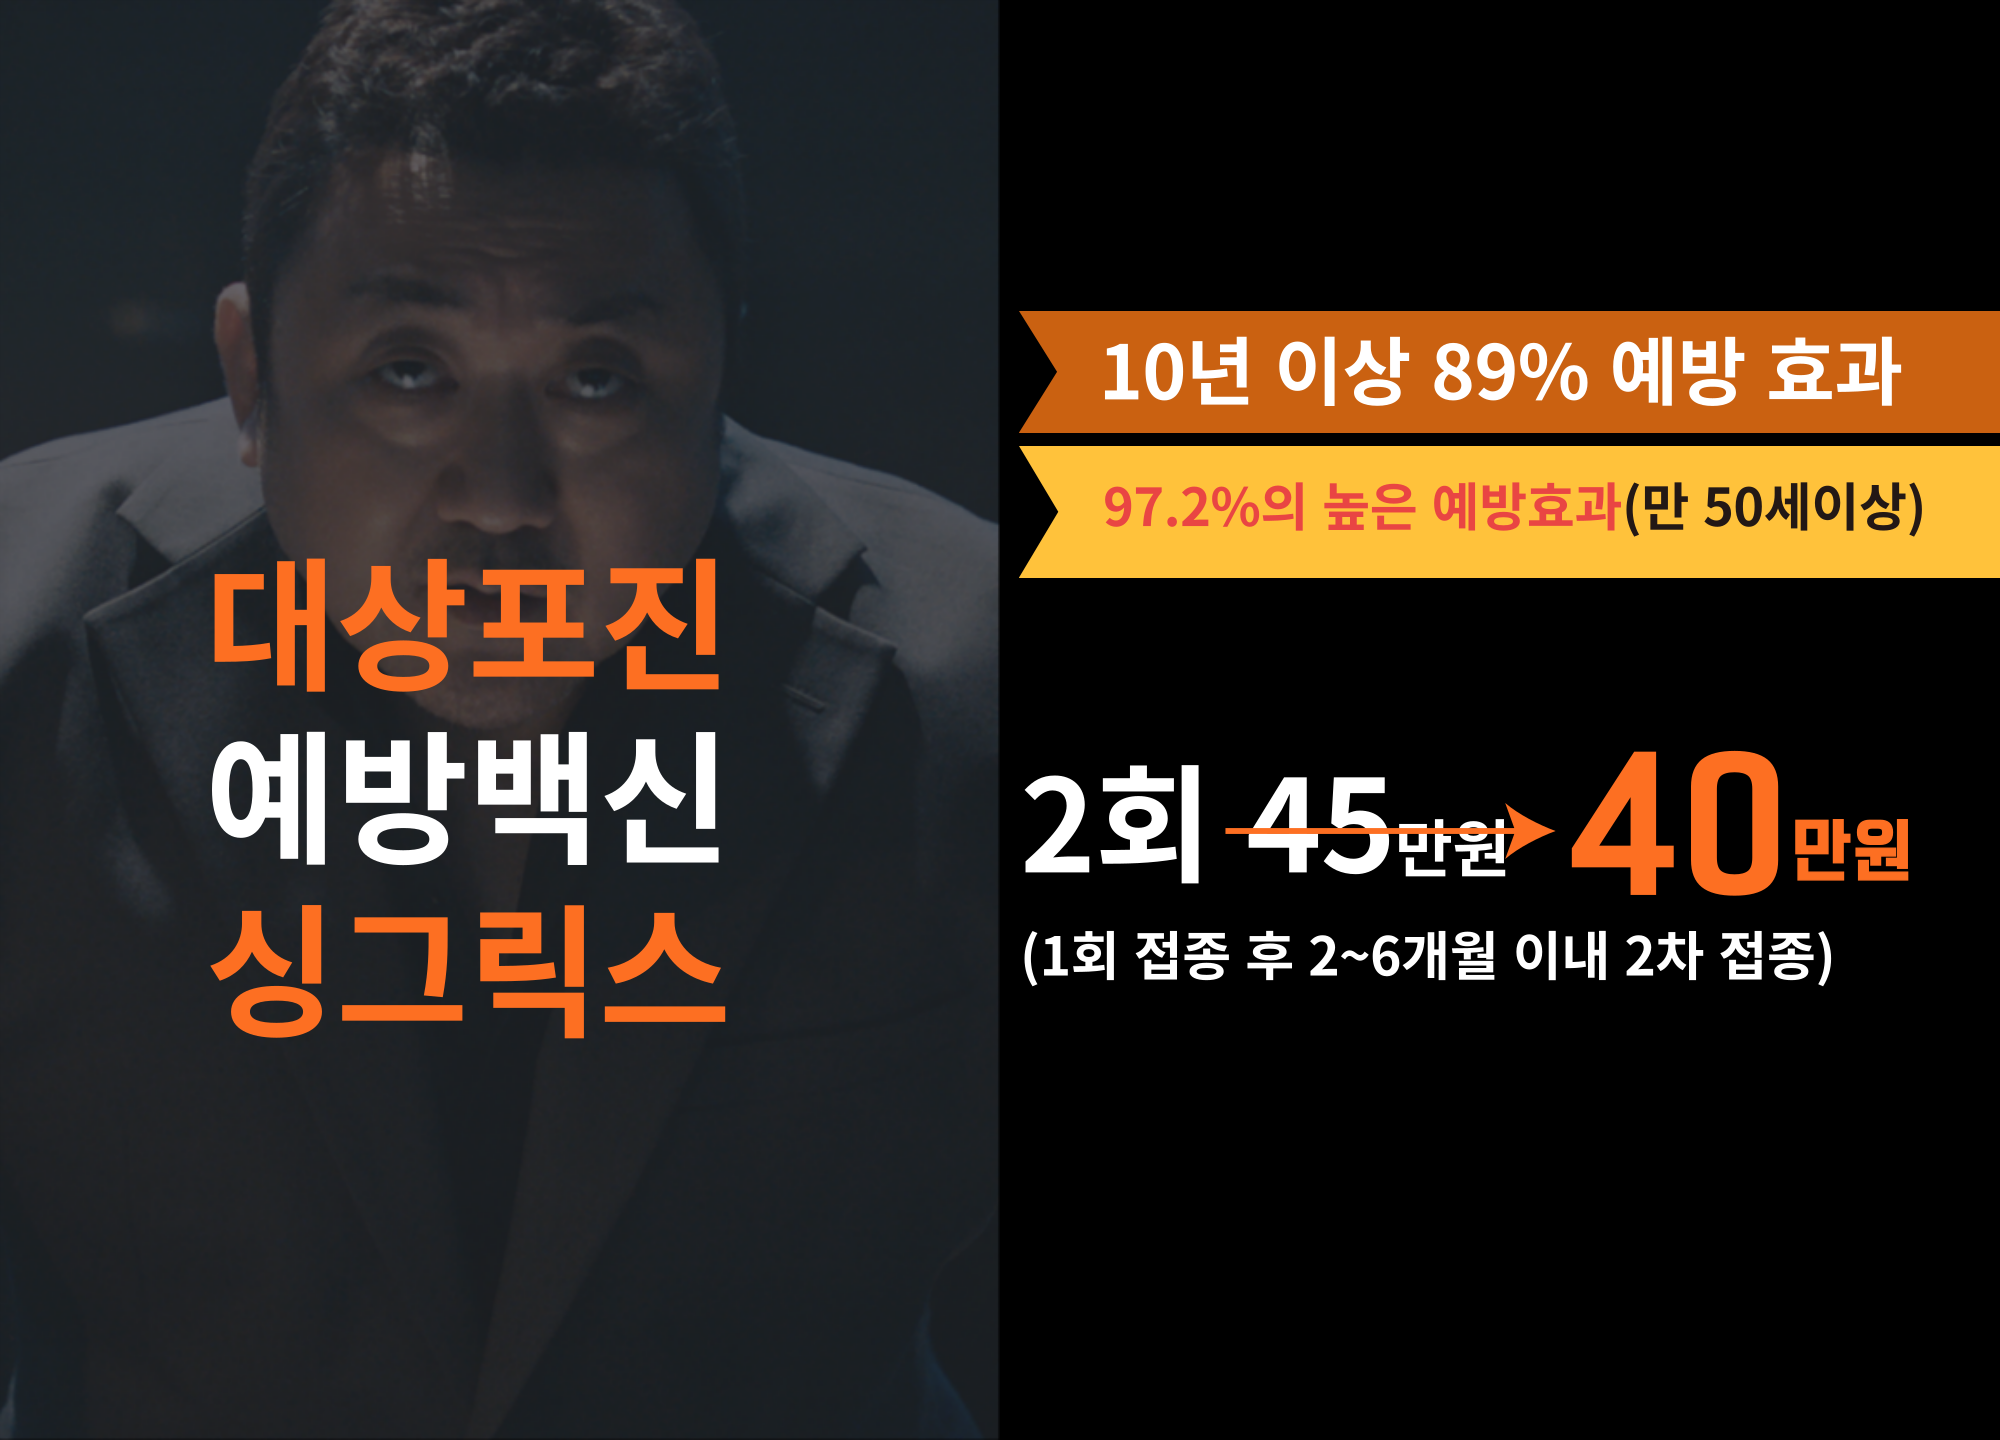 대상포진
예방백신
싱그릭스
10년 이상 89% 예방 효과
97.2%의 높은 예방효과(만 50세이상)
2회 45만원 40만원
(1회 접종 후 2~6개월 이내 2차 접종)